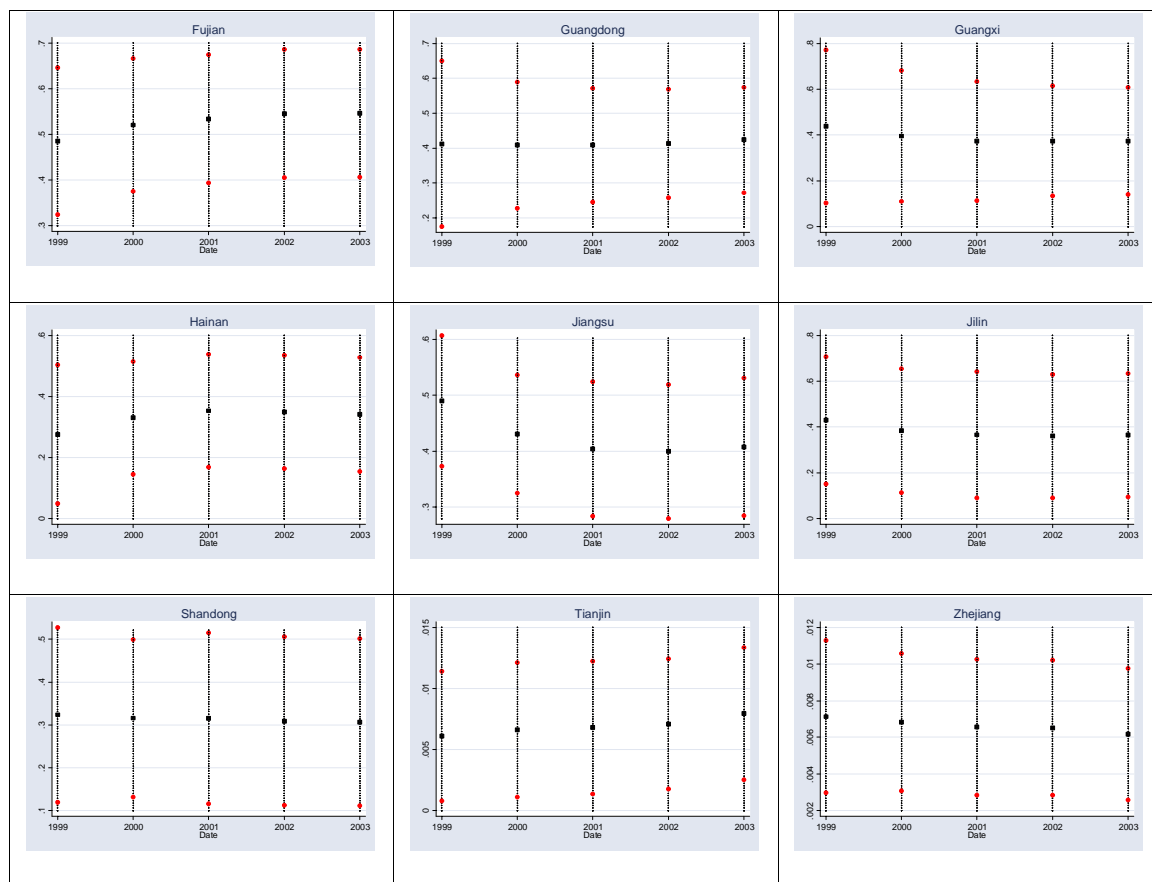 Fujian
.7
.6
.5
.4
.3
1999 2000 2001 2002 2003
Date
Guangdong
.7
.6
.5
.4
.3
.2
1999 2000 2001 2002 2003
Date
Guangxi
.8
.6
.4
.2
0
1999 2000 2001 2002 2003
Date
Hainan
.6
.4
.2
0
1999 2000 2001 2002 2003
Date
Jiangsu
.6
.5
.4
.3
1999 2000 2001 2002 2003
Date
Jilin
.8
.6
.4
.2
0
1999 2000 2001 2002 2003
Date
Shandong
.5
.4
.3
.2
.1
1999 2000 2001 2002 2003
Date
Tianjin
.015
.01
.005
0
1999 2000 2001 2002 2003
Date
Zhejiang
.012
.01
.008
.006
.004
.002
1999 2000 2001 2002 2003
Date